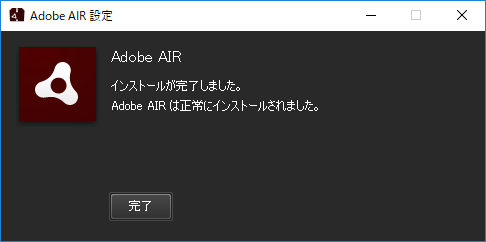 Adobe AIR 設定
Adobe AIR
インストールが完了しました。
Adobe AIR は正常にインストールされました。
完了